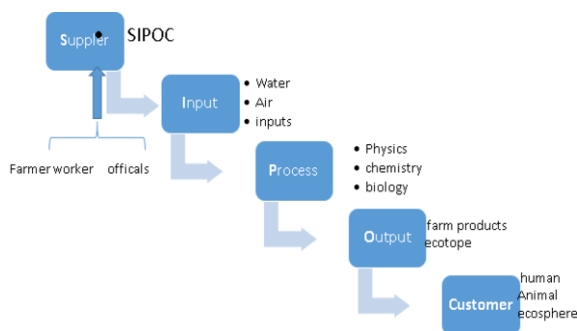 Suppler
• SIPOC
Input
• Water
• Air
• inputs
Farmer worker officals
Process
• Physics
• chemistry
• biology
Output
farm products
ecotope
Customer
human
Animal
ecosphere